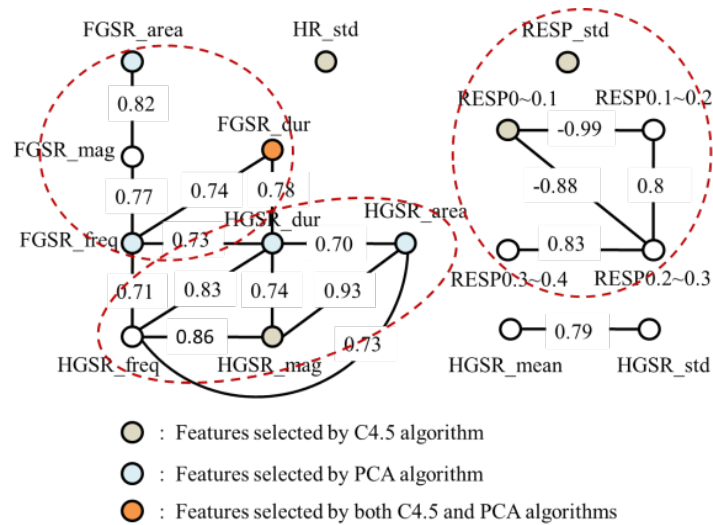 FGSR_area
HR_std
RESP_std
0.82
RESP0~0.1
RESP0.1~0.2
FGSR_dur
-0.99
FGSR_mag
0.77
0.74
0.78
-0.88
0.8
HGSR_dur
HGSR_area
FGSR_freq
0.73
0.70
0.83
RESP0.3~0.4
RESP0.2~0.3
0.71
0.83
0.74
0.93
0.86
0.73
0.79
HGSR_freq
HGSR_mag
HGSR_mean
HGSR_std
: Features selected by C4.5 algorithm
: Features selected by PCA algorithm
: Features selected by both C4.5 and PCA algorithms